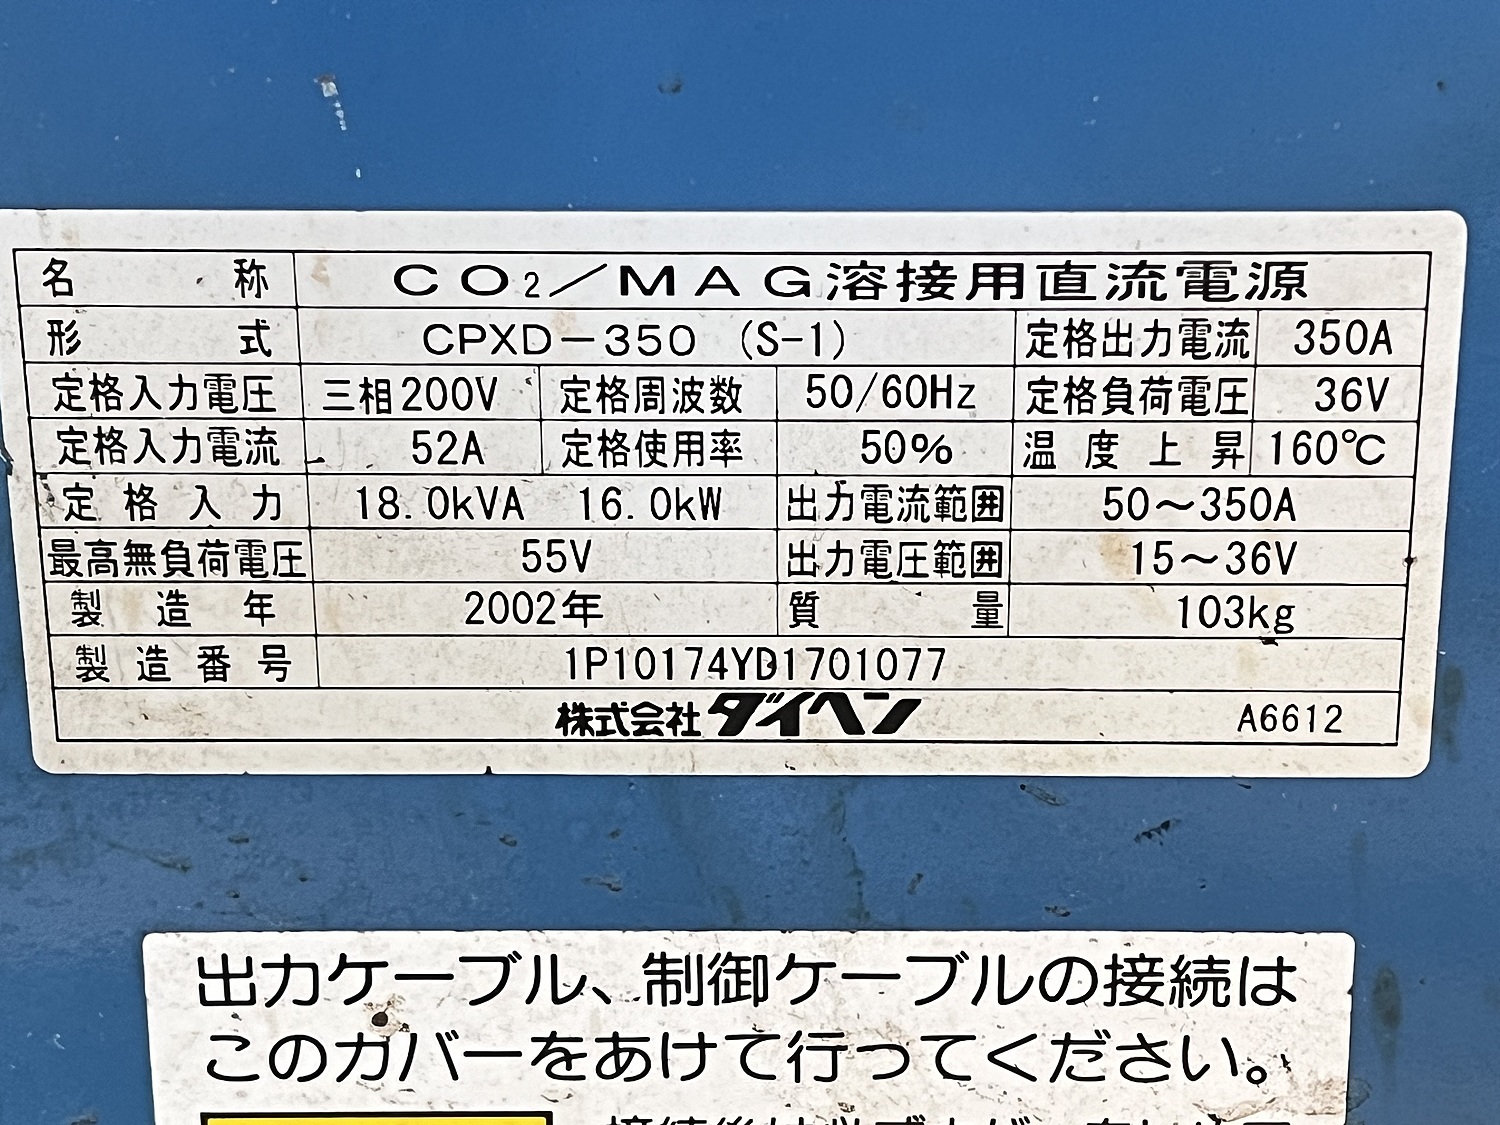 名称 CO₂/MAG溶接用直流電源
形式 CPXD-350 (S-1) 定格出力電流 350A
定格入力電圧 三相200V 定格周波数 50/60Hz 定格負荷電圧 36V
定格入力電流 52A 定格使用率 50% 温度上昇 160℃
定格入力 18.0kVA 16.0kW 出力電流範囲 50～350A
最高無負荷電圧 55V 出力電圧範囲 15～36V
製造年 2002年 質量 103kg
製造番号 1P10174YD1701077
株式会社ダイヘン A6612
出力ケーブル、制御ケーブルの接続は
このカバーをあけて行ってください。